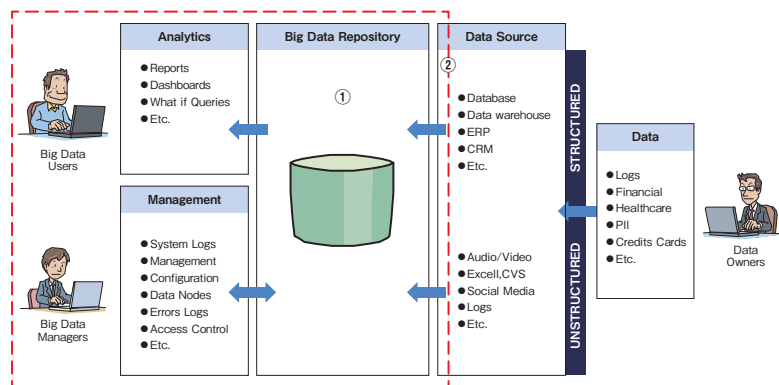 Analytics
● Reports
● Dashboards
● What if Queries
● Etc.
Big Data
Users
Management
● System Logs
● Management
● Configuration
● Data Nodes
● Errors Logs
● Access Control
● Etc.
Big Data
Managers
Big Data Repository
①
Data Source
②
● Database
● Data warehouse
● ERP
● CRM
● Etc.
● Audio/Video
● Excell,CVS
● Social Media
● Logs
● Etc.
STRUCTURED
UNSTRUCTURED
Data
● Logs
● Financial
● Healthcare
● PII
● Credits Cards
● Etc.
Data
Owners